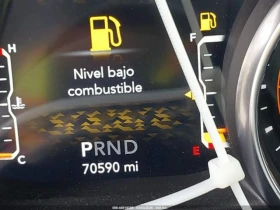 H
F
Nivel bajo
combustible
PRND
C
E
70590 mi